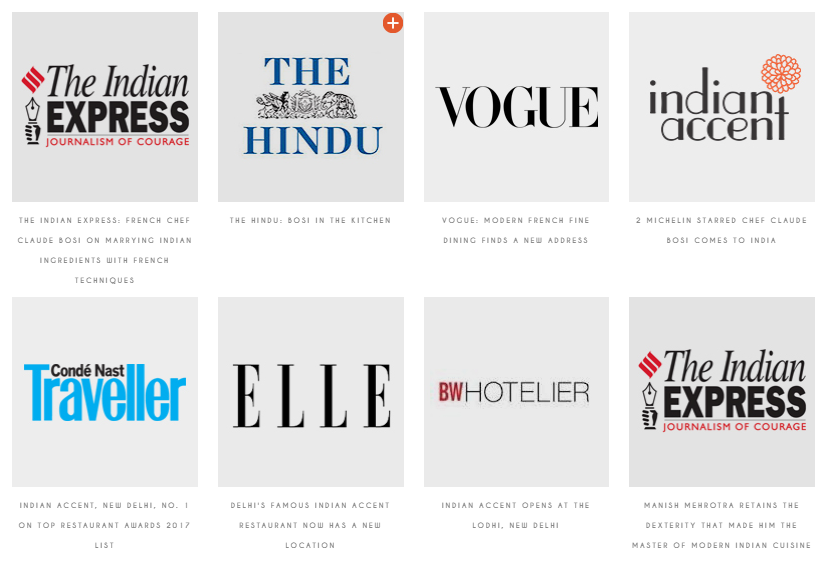 The Indian
EXPRESS
JOURNALISM OF COURAGE
THE INDIAN EXPRESS: FRENCH CHEF
CLAUDE BOSI ON MARRYING INDIAN
INGREDIENTS WITH FRENCH
TECHNIQUES
THE
HINDU
THE HINDU: BOSI IN THE KITCHEN
VOGUE
VOGUE: MODERN FRENCH FINE
DINING FINDS A NEW ADDRESS
indian
accent
2 MICHELIN STARRED CHEF CLAUDE
BOSI COMES TO INDIA
Condé Nast
Traveller
INDIAN ACCENT, NEW DELHI, NO. 1
ON TOP RESTAURANT AWARDS 2017
LIST
ELLE
DELHI'S FAMOUS INDIAN ACCENT
RESTAURANT NOW HAS A NEW
LOCATION
BWHOTELIER
INDIAN ACCENT OPENS AT THE
LODHI, NEW DELHI
The Indian
EXPRESS
JOURNALISM OF COURAGE
MANISH MEHROTRA RETAINS THE
DEXTERITY THAT MADE HIM THE
MASTER OF MODERN INDIAN CUISINE